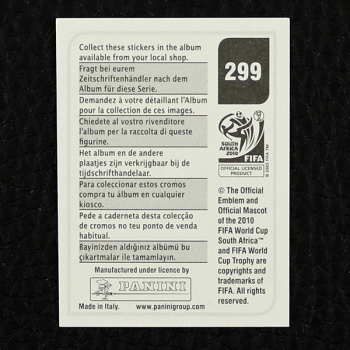 Collect these stickers in the album
available from your local shop.
Fragt bei eurem
Zeitschriftenhändler nach dem
Album für diese Serie.
Demandez à votre détaillant l'Album
pour la collection de ces images.
Chiedete al vostro rivenditore
l'album per la raccolta di queste
figurine.
Het album en de andere
plaatjes zijn verkrijgbaar bij de
tijdschrifthandelaar.
Para coleccionar estos cromos
compra tu álbum en cualquier
kiosco.
Pede a caderneta desta colecção
de cromos no teu ponto de venda
habitual.
Bayinizden aldığınız albümü bu
çıkartmalar ile tamamlayın.
Manufactured under licence by
PANINI
Made in Italy. www.paninigroup.com
299
SOUTH
AFRICA
2010
FIFA
OFFICIAL LICENSED
PRODUCT
© The Official
Emblem and
Official Mascot
of the 2010
FIFA World Cup
South Africa™
and FIFA World
Cup Trophy are
copyrights and
trademarks of
FIFA. All rights
reserved.